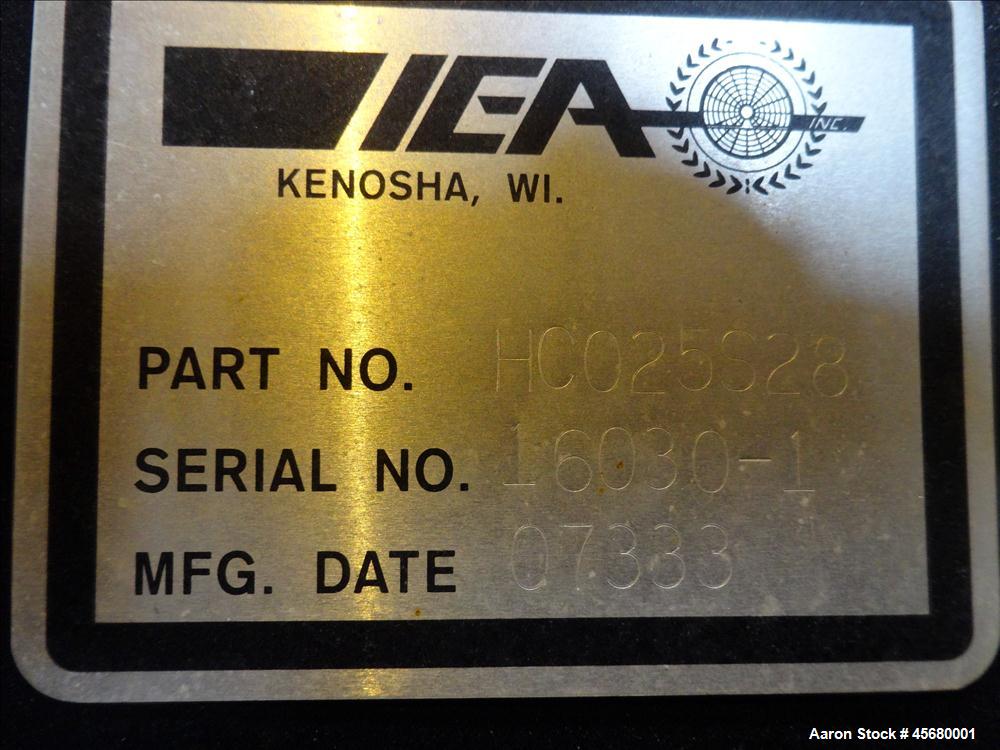 IEA INC.
KENOSHA, WI.
PART NO. HC025S28
SERIAL NO. 16030-1
MFG. DATE 07333
Aaron Stock # 45680001